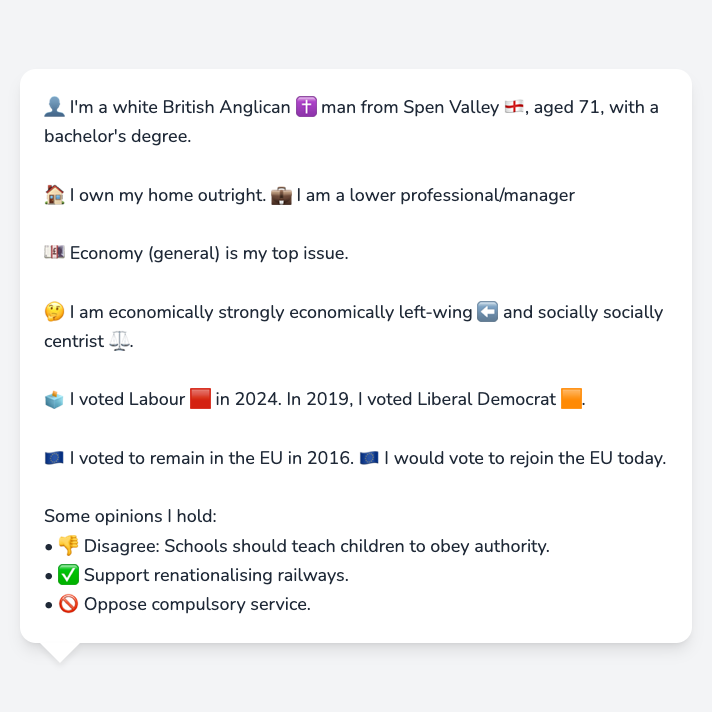 👤 I'm a white British Anglican ✝️ man from Spen Valley 🏴󠁧󠁢󠁥󠁮󠁧󠁿, aged 71, with a
bachelor's degree.
🏠 I own my home outright. 💼 I am a lower professional/manager
💷 Economy (general) is my top issue.
🤔 I am economically strongly economically left-wing ⬅️ and socially socially
centrist ⚖️.
🗳️ I voted Labour 🟥 in 2024. In 2019, I voted Liberal Democrat 🟧.
🇪🇺 I voted to remain in the EU in 2016. 🇪🇺 I would vote to rejoin the EU today.
Some opinions I hold:
• 👎 Disagree: Schools should teach children to obey authority.
• ✅ Support renationalising railways.
• 🚫 Oppose compulsory service.